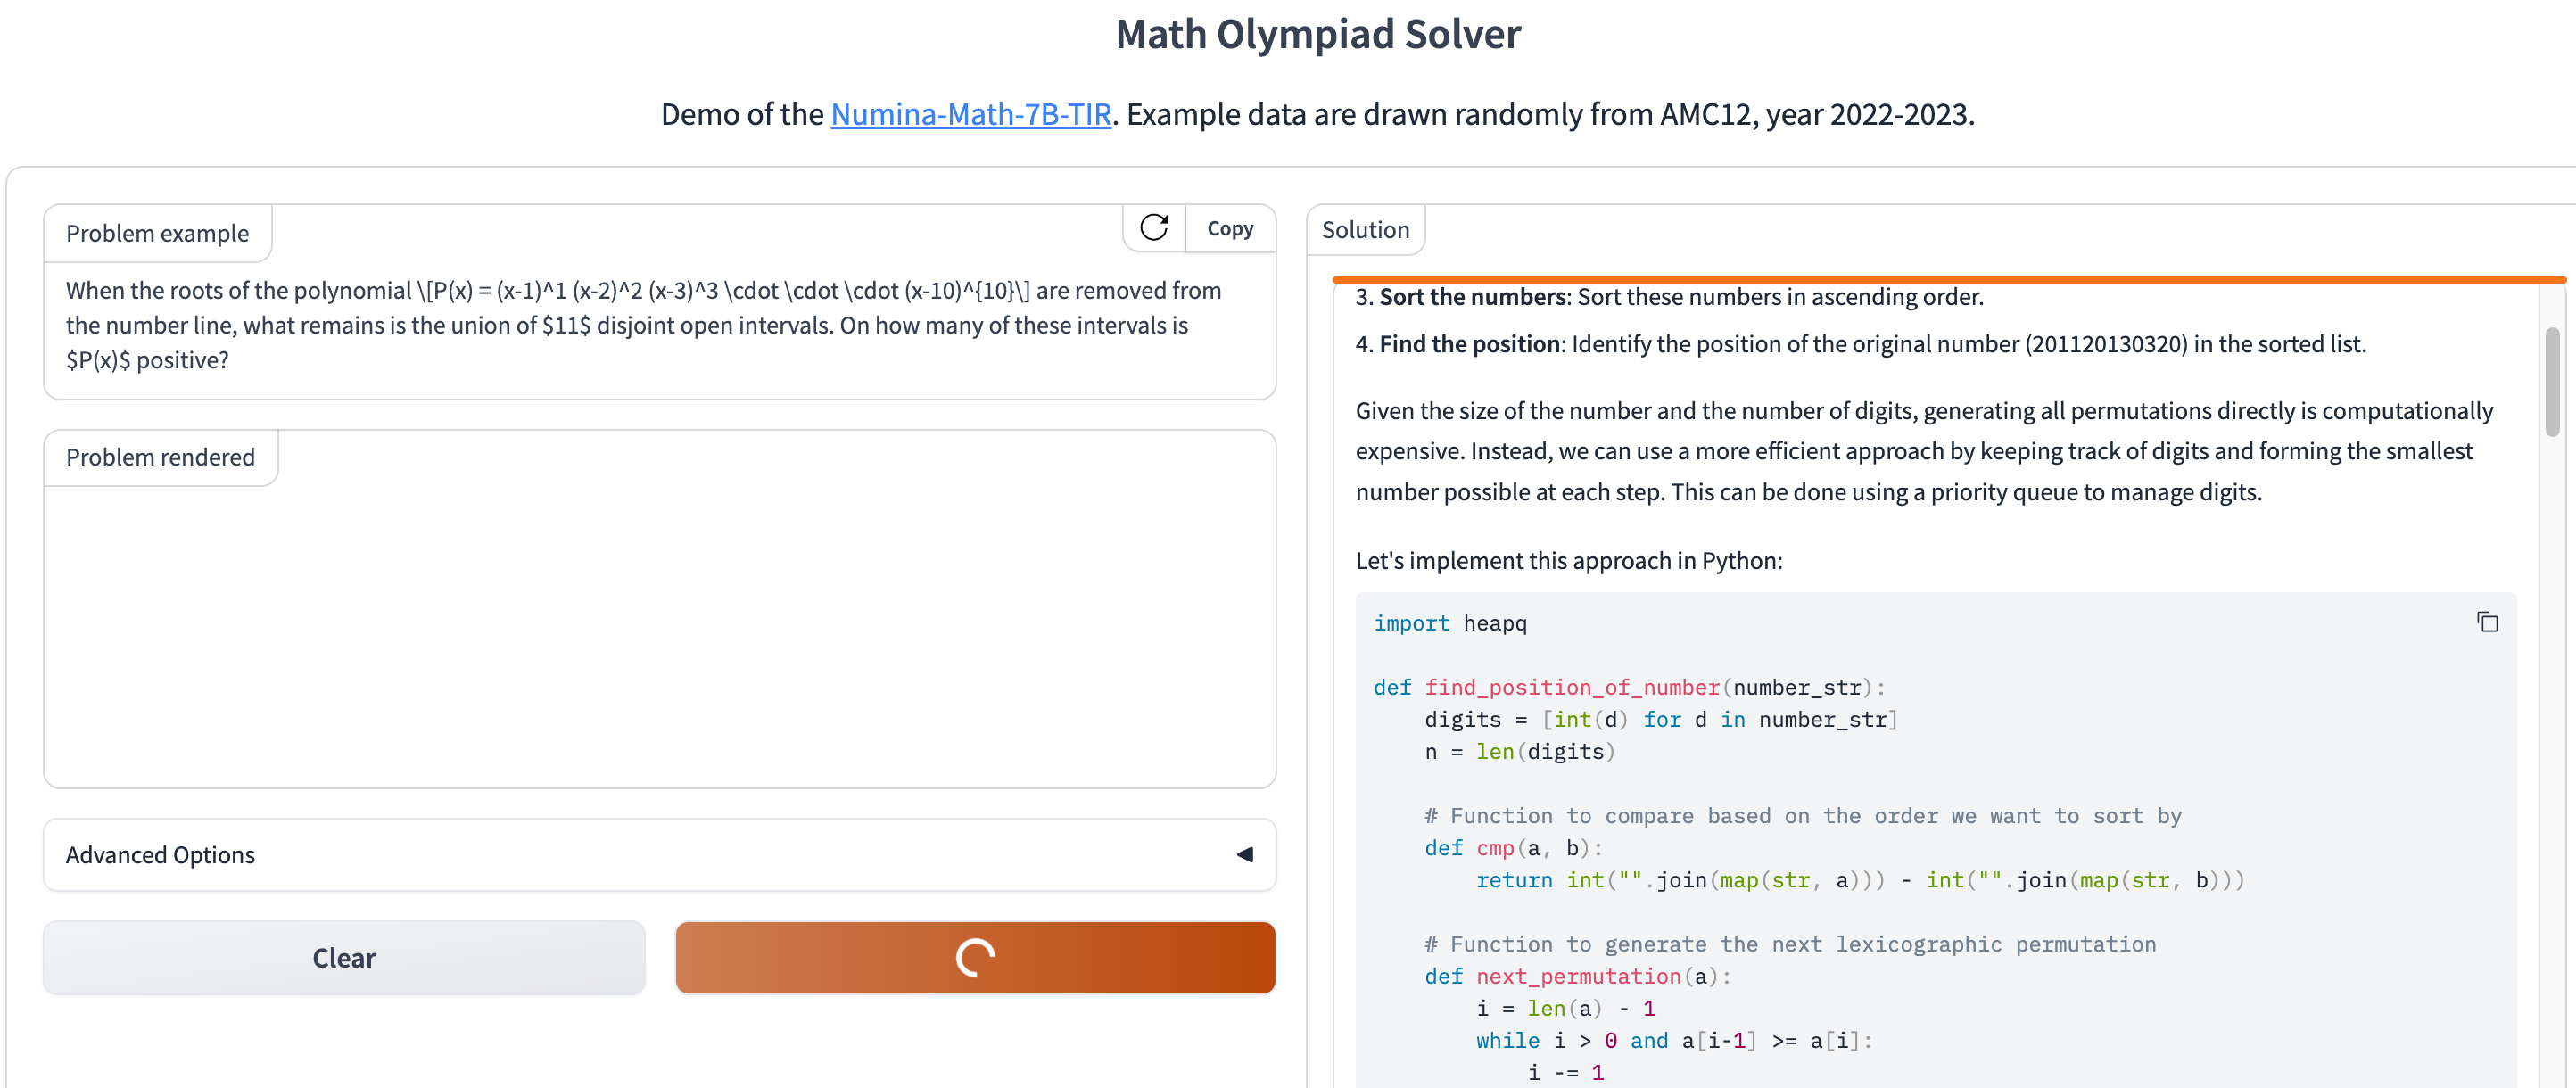 Math Olympiad Solver
Demo of the Numina-Math-7B-TIR. Example data are drawn randomly from AMC12, year 2022-2023.
Problem example
Copy
When the roots of the polynomial \[P(x) = (x-1)^1 (x-2)^2 (x-3)^3 \cdot \cdot \cdot (x-10)^{10}\] are removed from
the number line, what remains is the union of $11$ disjoint open intervals. On how many of these intervals is
$P(x)$ positive?
Problem rendered
Advanced Options
Clear
Solution
3. Sort the numbers: Sort these numbers in ascending order.
4. Find the position: Identify the position of the original number (201120130320) in the sorted list.
Given the size of the number and the number of digits, generating all permutations directly is computationally
expensive. Instead, we can use a more efficient approach by keeping track of digits and forming the smallest
number possible at each step. This can be done using a priority queue to manage digits.
Let's implement this approach in Python:
import heapq
def find_position_of_number(number_str):
    digits = [int(d) for d in number_str]
    n = len(digits)
    # Function to compare based on the order we want to sort by
    def cmp(a, b):
        return int("".join(map(str, a))) - int("".join(map(str, b)))
    # Function to generate the next lexicographic permutation
    def next_permutation(a):
        i = len(a) - 1
        while i > 0 and a[i-1] >= a[i]:
            i -= 1